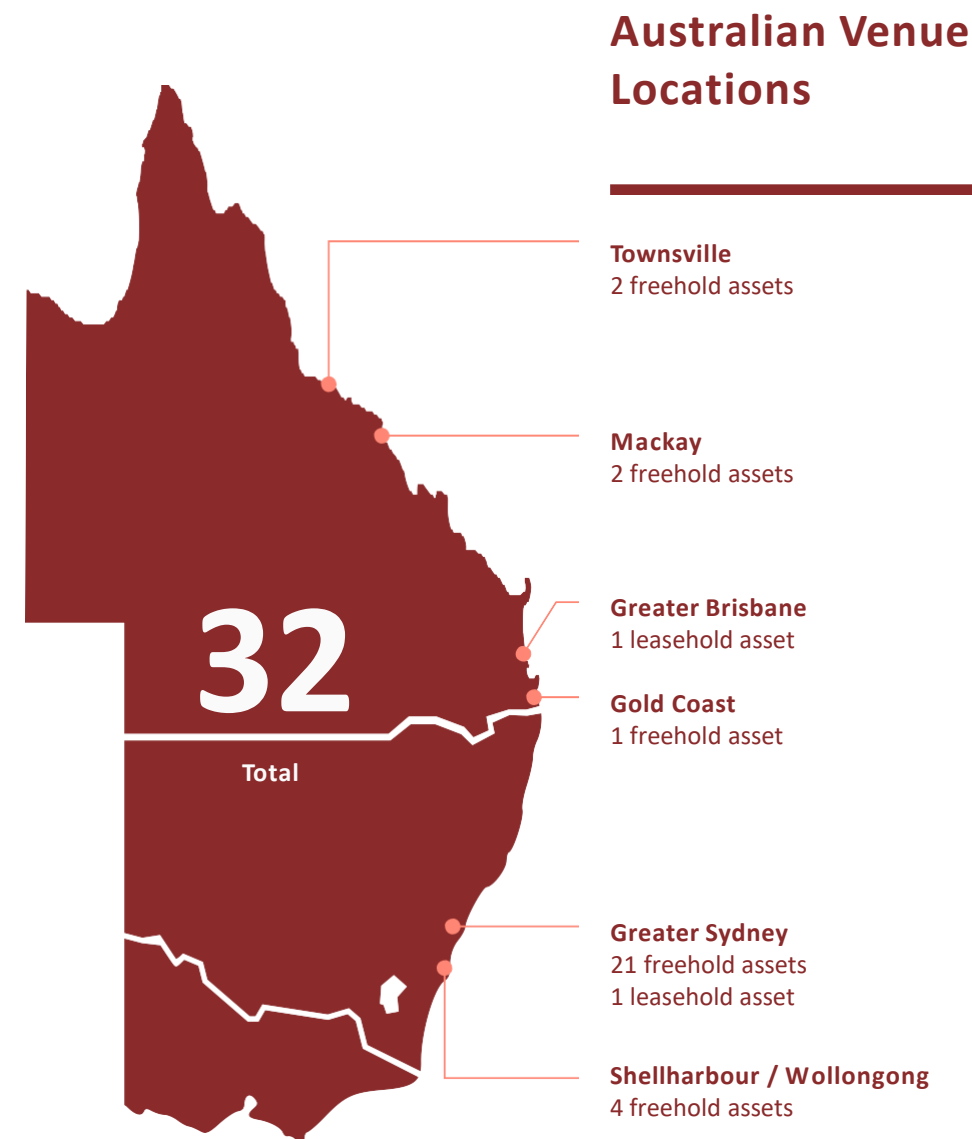 Australian Venue
Locations
Townsville
2 freehold assets
Mackay
2 freehold assets
Greater Brisbane
1 leasehold asset
32
Gold Coast
1 freehold asset
Total
Greater Sydney
21 freehold assets
1 leasehold asset
Shellharbour / Wollongong
4 freehold assets